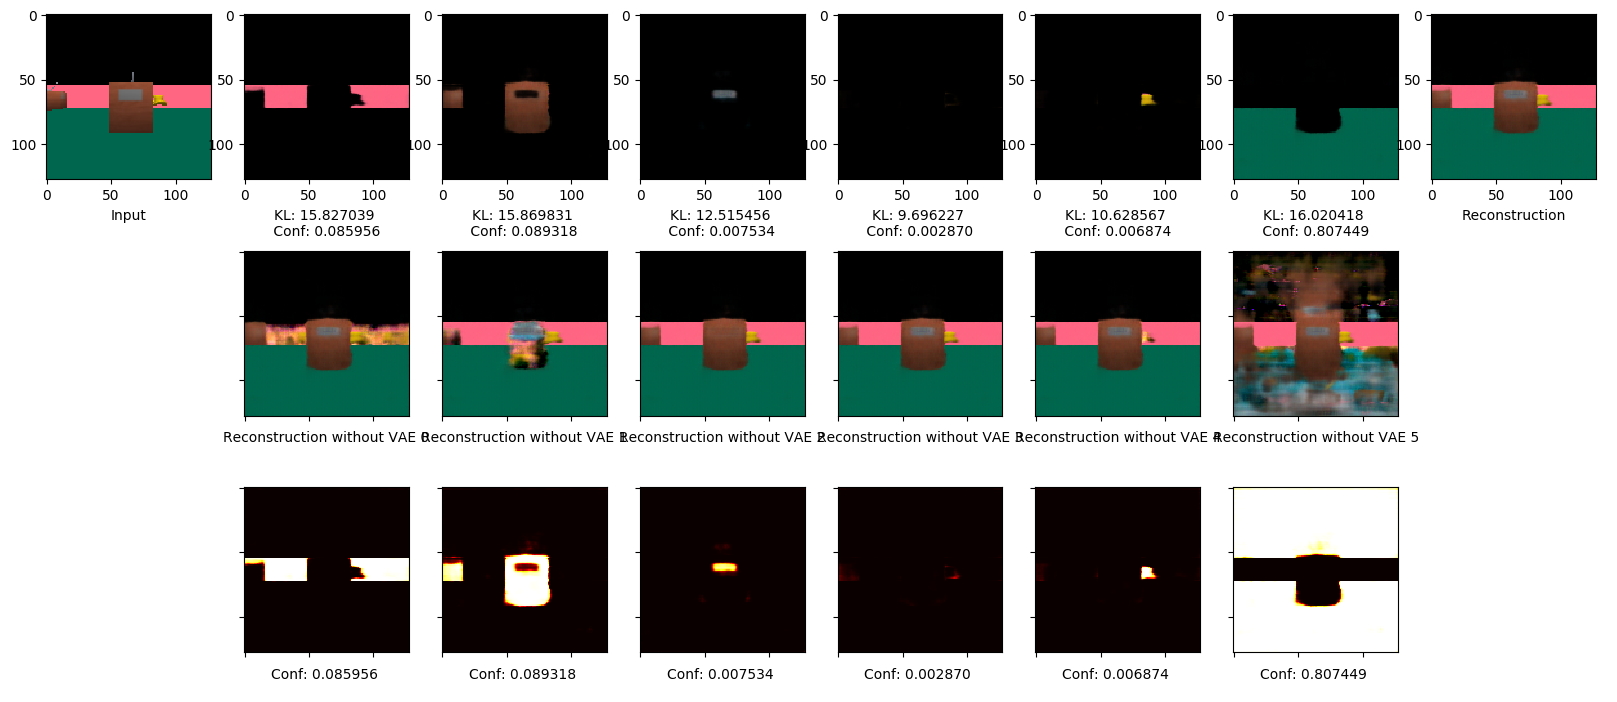 0 0 0 0 0 0 0
50 50 50 50 50 50 50 50
100 100 100 100 100 100 100 100
0 50 100 0 50 100 0 50 100 0 50 100 0 50 100 0 50 100 0 50 100 0 50 100
Input KL: 15.827039 KL: 15.869831 KL: 12.515456 KL: 9.696227 KL: 10.628567 KL: 16.020418 Reconstruction
Conf: 0.085956 Conf: 0.089318 Conf: 0.007534 Conf: 0.002870 Conf: 0.006874 Conf: 0.807449
Reconstruction without VAE 0 Reconstruction without VAE 1 Reconstruction without VAE 2 Reconstruction without VAE 3 Reconstruction without VAE 4 Reconstruction without VAE 5
Conf: 0.085956 Conf: 0.089318 Conf: 0.007534 Conf: 0.002870 Conf: 0.006874 Conf: 0.807449